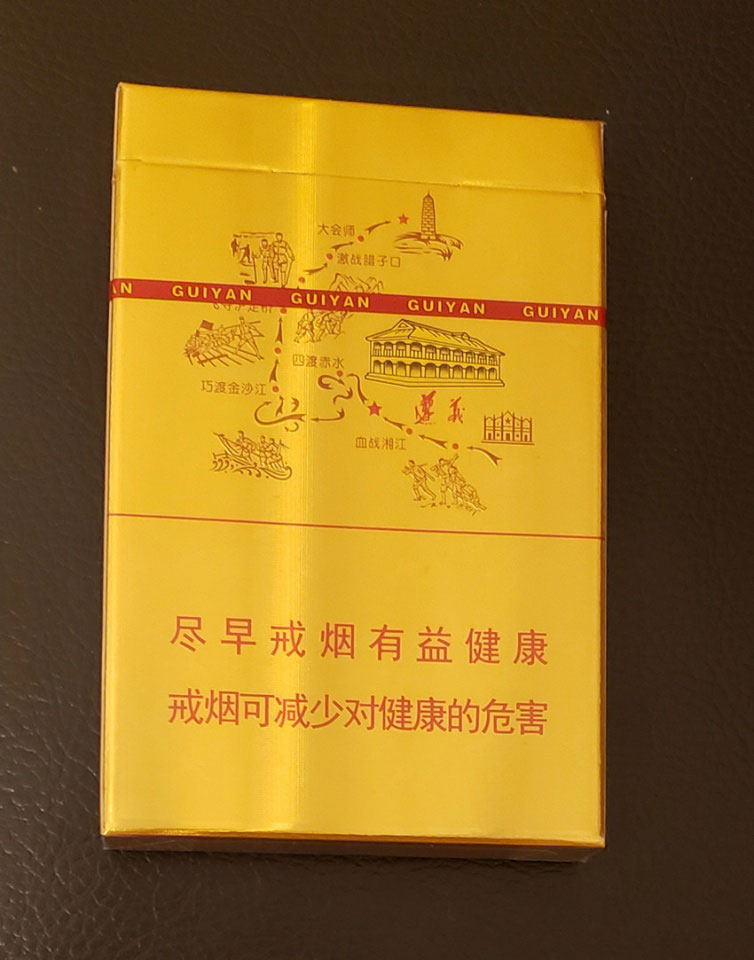 大会师
激战腊子口
GUIYAN GUIYAN GUIYAN GUIYAN
四渡赤水
巧渡金沙江
遵义
血战湘江
尽早戒烟有益健康
戒烟可减少对健康的危害